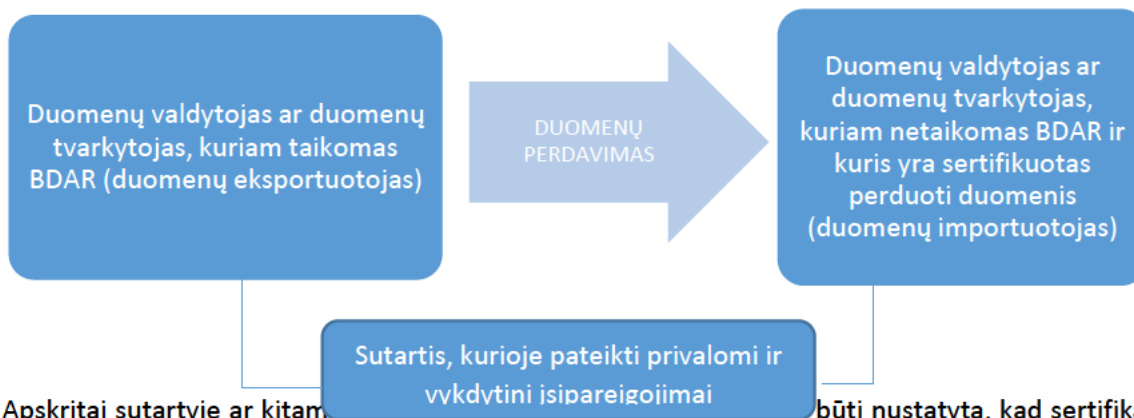 Duomenų valdytojas ar duomenų
tvarkytojas, kuriam taikomas
BDAR (duomenų eksportuotojas)
DUOMENŲ
PERDAVIMAS
Duomenų valdytojas ar
duomenų tvarkytojas,
kuriam netaikomas BDAR ir
kuris yra sertifikuotas
perduoti duomenis
(duomenų importuotojas)
Sutartis, kurioje pateikti privalomi ir
vykdytini įsipareigojimai
Apskritai sutartyje ar būti nustatyta, kad